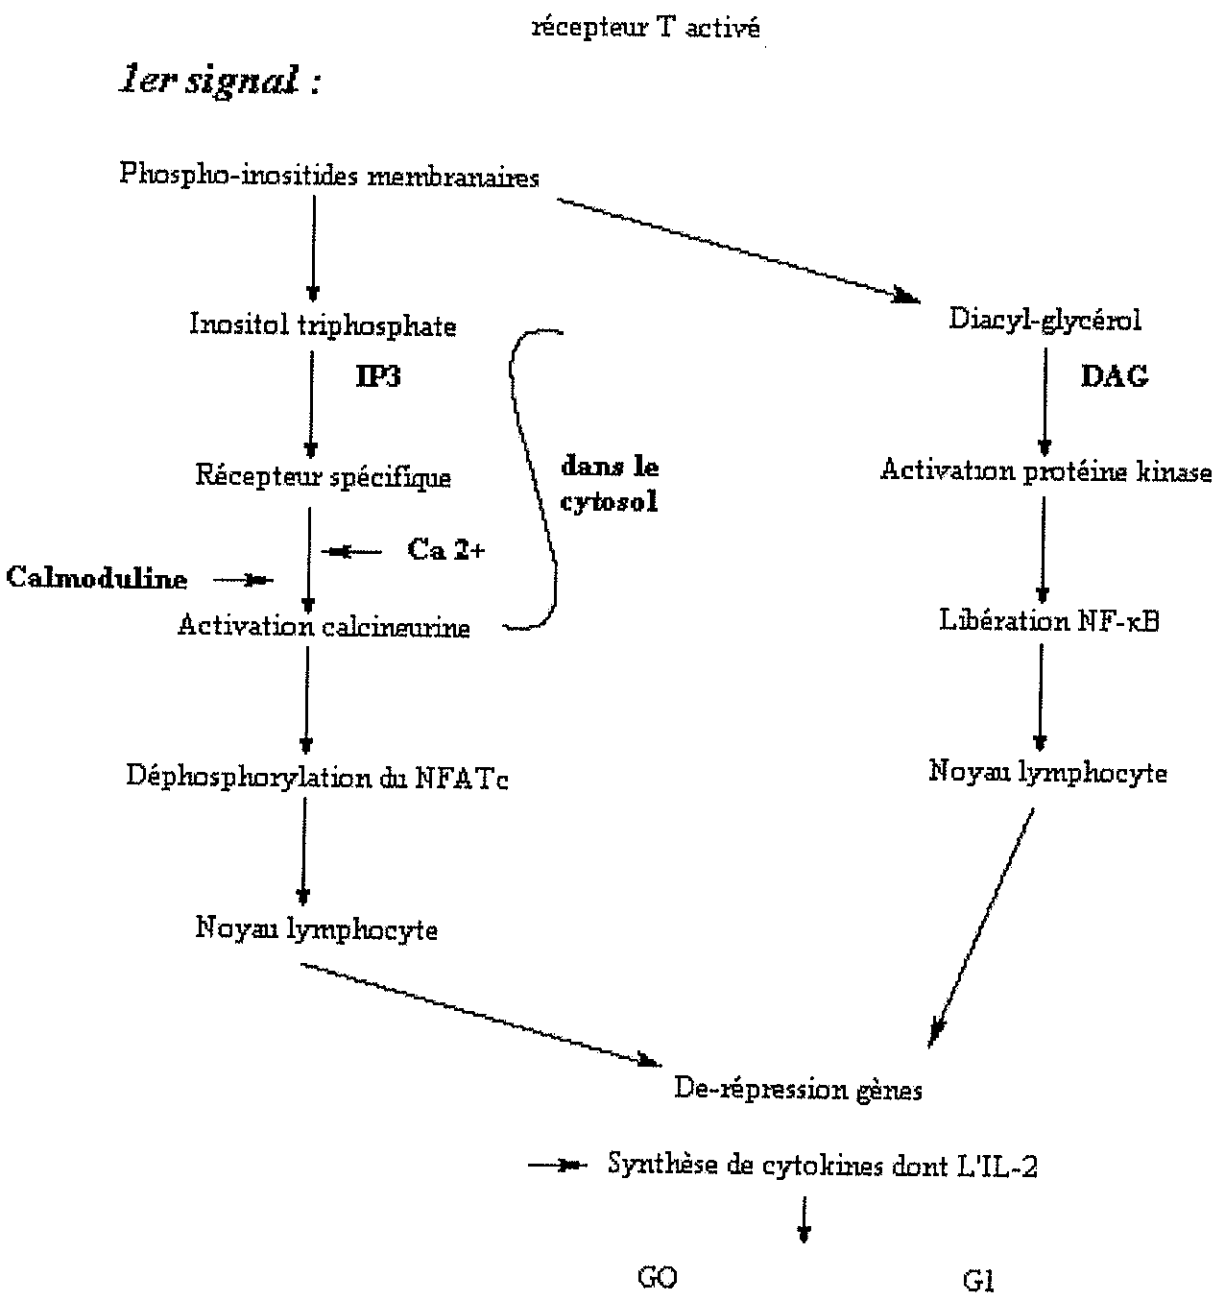 récepteur T activé
1er signal :
Phospho-inositides membranaires
Inositol triphosphate
Diacyl-glycérol
IP3
DAG
Récepteur spécifique
dans le
cytosol
Activation protéine kinase
Ca 2+
Calmoduline
Activation calcineurine
Libération NF-κB
Déphosphorylation du NFATc
Noyau lymphocyte
Noyau lymphocyte
De-répression gènes
Synthèse de cytokines dont L'IL-2
GO
G1